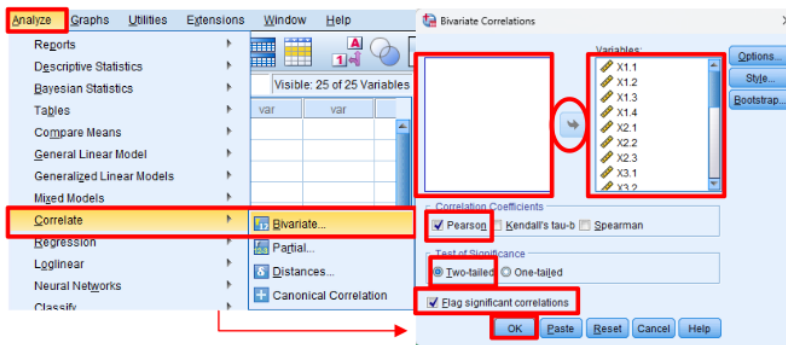 Analyze Graphs Utilities Extensions Window Help
Reports
Descriptive Statistics
Bayesian Statistics
Tables
Compare Means
General Linear Model
Generalized Linear Models
Mixed Models
Correlate
Regression
Loglinear
Neural Networks
Classify
A
14
Visible: 25 of 25 Variables
var var
Bivariate...
Partial...
Distances...
Canonical Correlation
Bivariate Correlations
Variables:
X1.1
X1.2
X1.3
X1.4
X2.1
X2.2
X2.3
X3.1
X3.2
Options...
Style...
Bootstrap...
Correlation Coefficients
Pearson Kendall's tau-b Spearman
Test of Significance
Two-tailed One-tailed
Flag significant correlations
OK Paste Reset Cancel Help